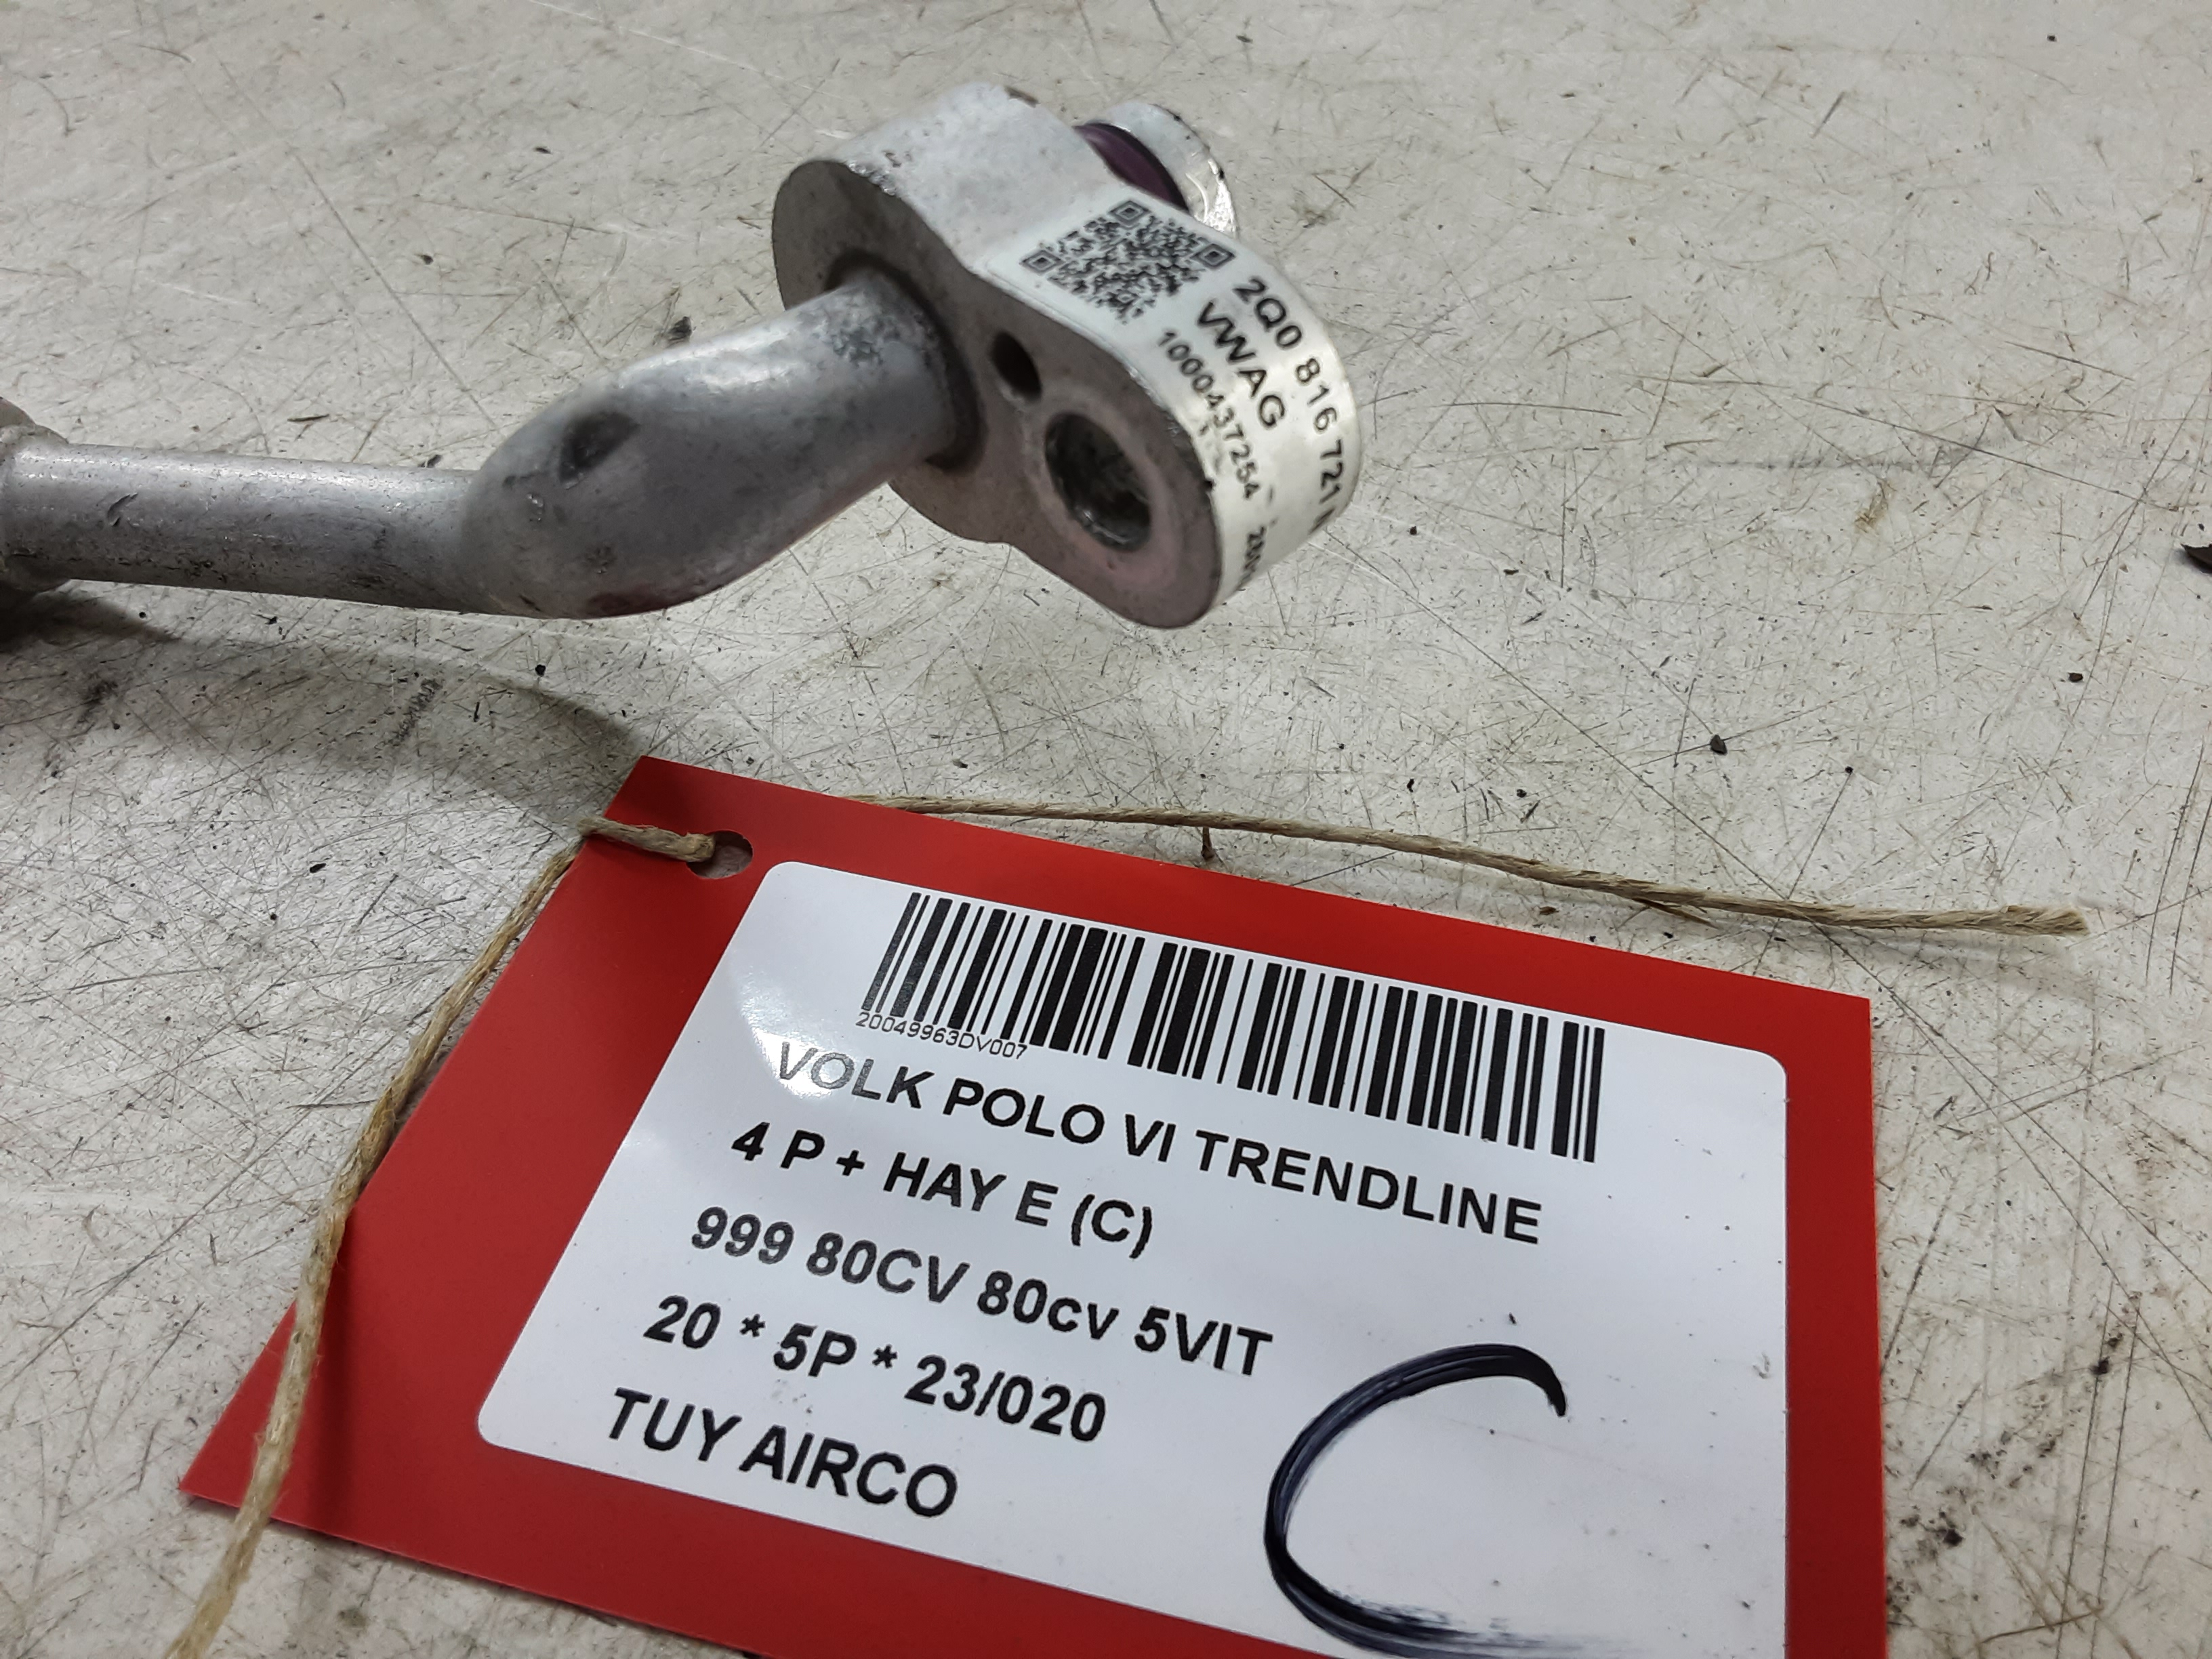 2Q0 816 721
VWAG
10000437254
20049963DV007
VOLK POLO VI TRENDLINE
4 P + HAY E (C)
999 80CV 80cv 5VIT
20 * 5P * 23/020
TUY AIRCO
C